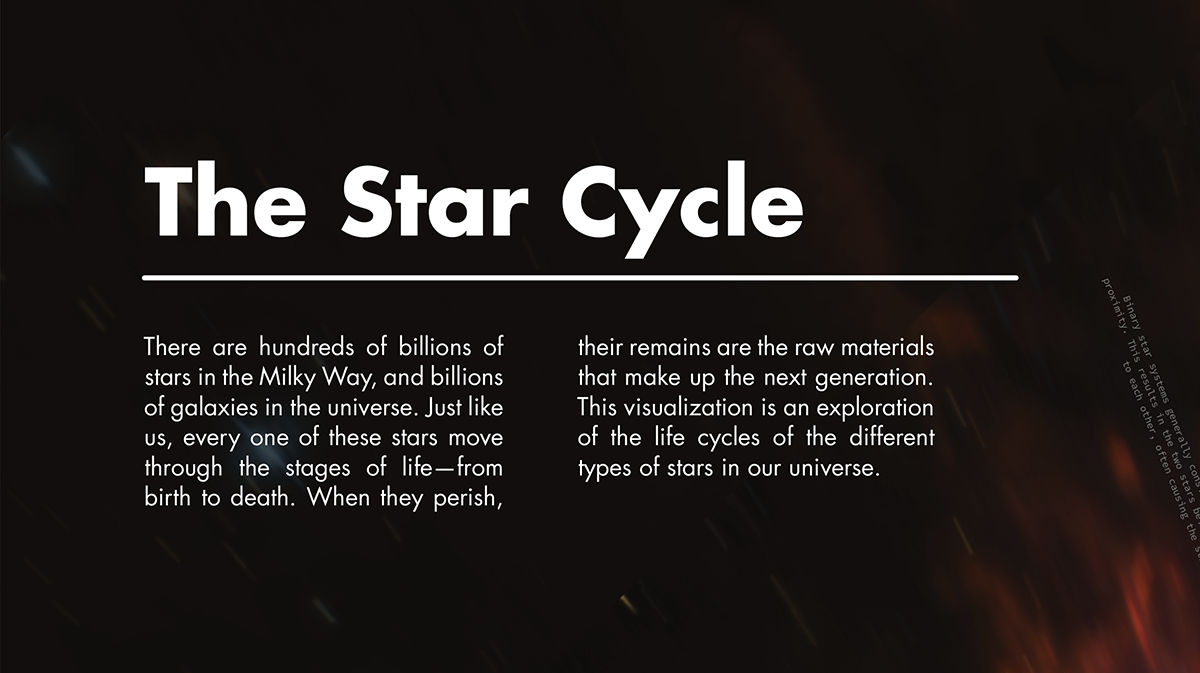 The Star Cycle
There are hundreds of billions of
stars in the Milky Way, and billions
of galaxies in the universe. Just like
us, every one of these stars move
through the stages of life—from
birth to death. When they perish,
their remains are the raw materials
that make up the next generation.
This visualization is an exploration
of the life cycles of the different
types of stars in our universe.
Binary star systems generally
proximity. This results in the two stars
to each other, often causing the